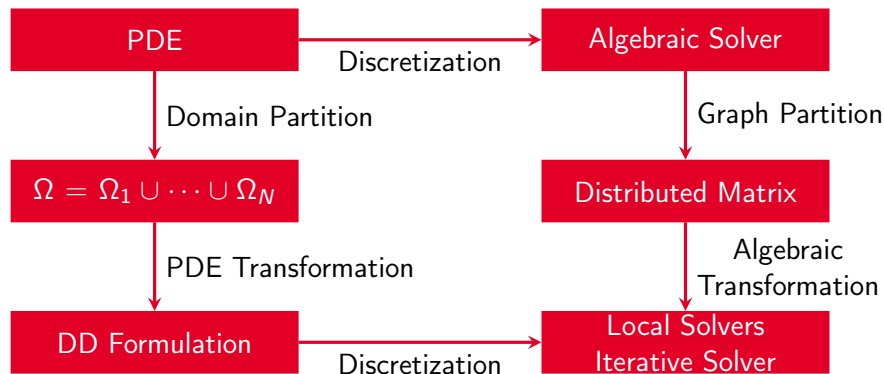 PDE
Discretization
Algebraic Solver
Domain Partition
Graph Partition
Ω = Ω₁ ∪ ⋯ ∪ Ω_N
Distributed Matrix
PDE Transformation
Algebraic
Transformation
DD Formulation
Discretization
Local Solvers
Iterative Solver